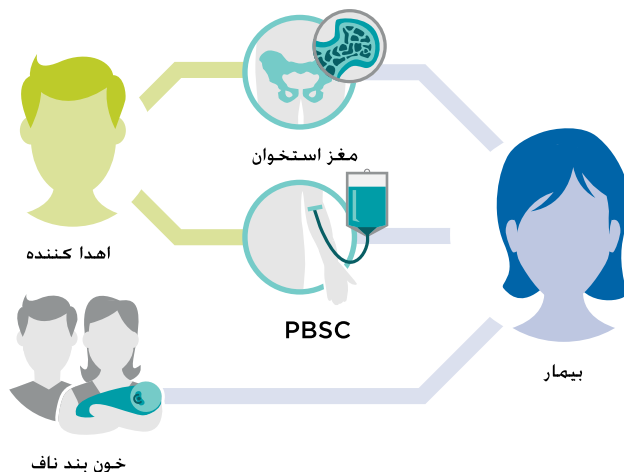 مغز استخوان
اهدا کننده
PBSC
بیمار
خون بند ناف